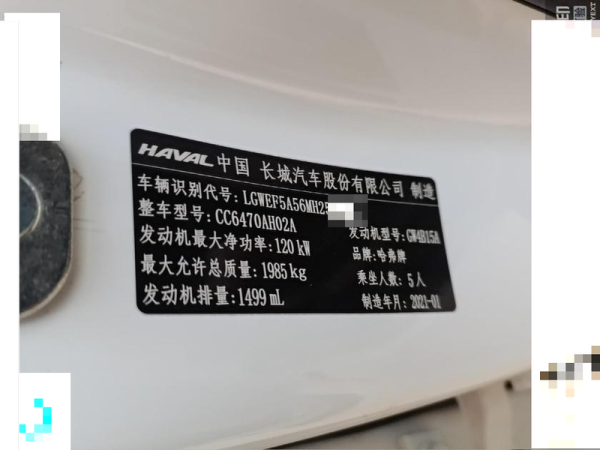 HAVAL 中国 长城汽车股份有限公司 制造
车辆识别代号:LGWEF5A56MH25
整车型号:CC6470AH02A
发动机型号:GW4B15A
发动机最大净功率:120 kW
品牌:哈弗牌
最大允许总质量:1985 kg
乘坐人数:5人
发动机排量:1499 mL
制造年月:2021-01